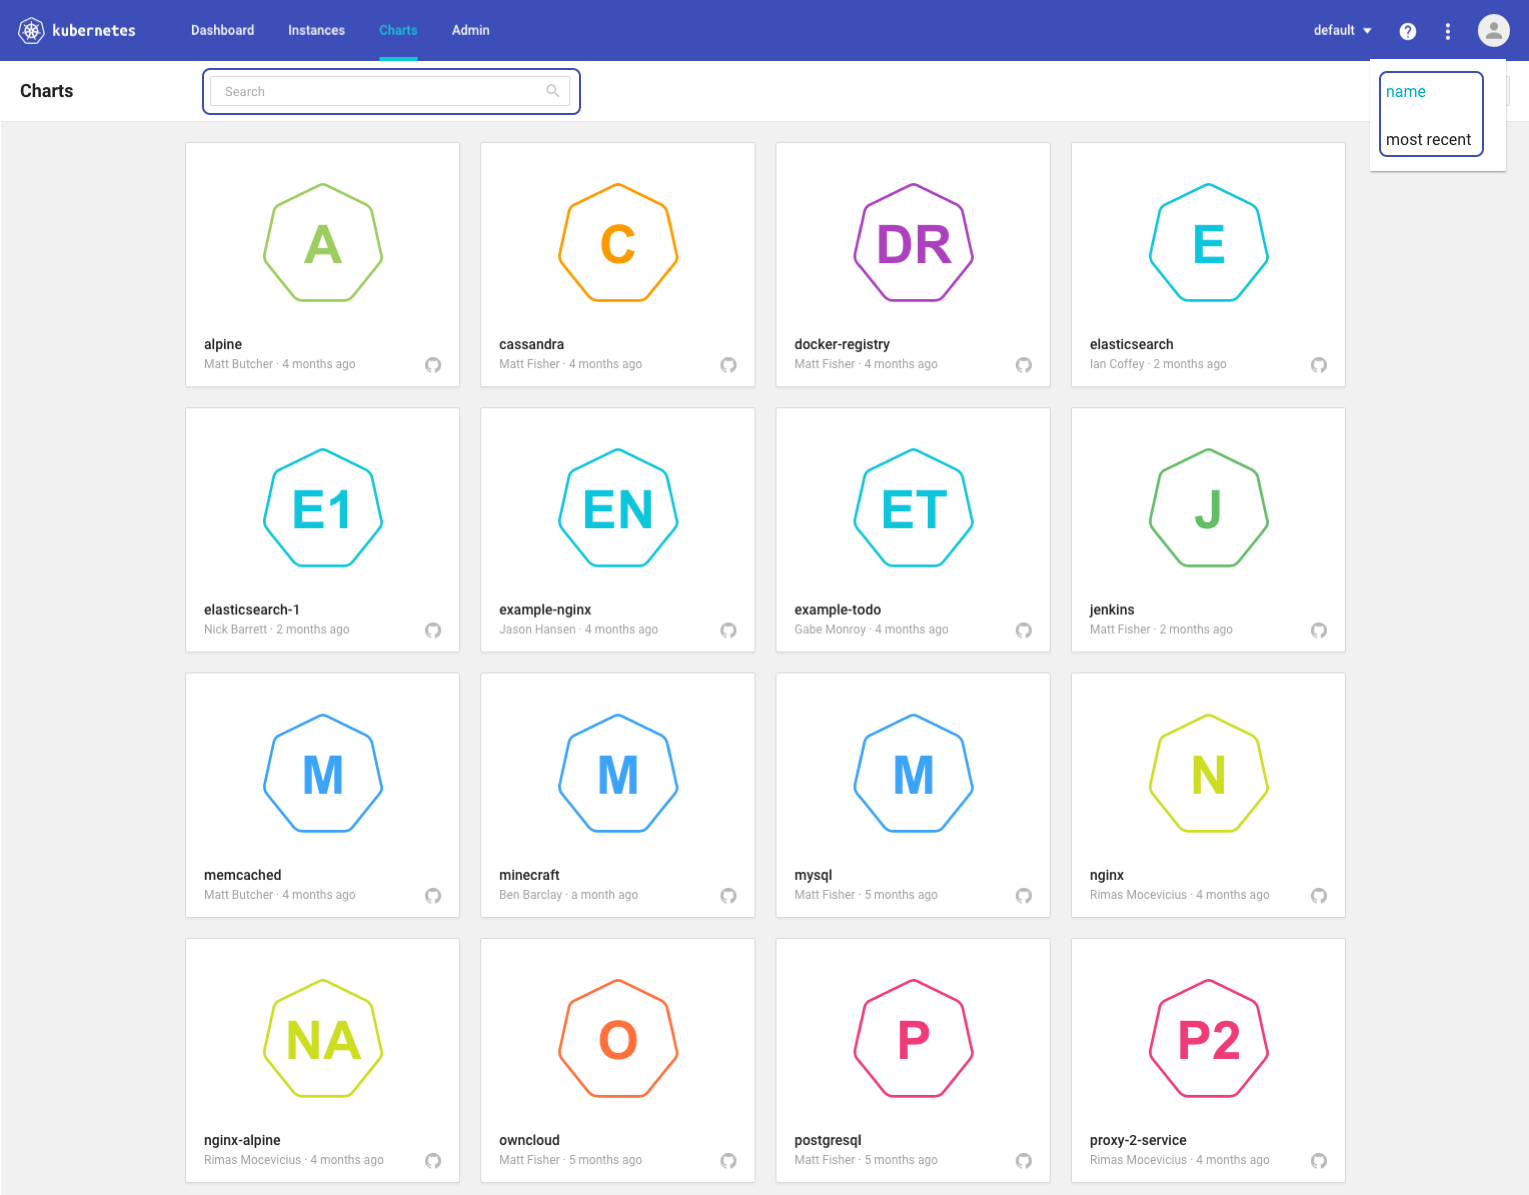 kubernetes Dashboard Instances Charts Admin default
Charts Search name
most recent
A C DR E
alpine cassandra docker-registry elasticsearch
Matt Butcher · 4 months ago Matt Fisher · 4 months ago Matt Fisher · 4 months ago Ian Coffey · 2 months ago
E1 EN ET J
elasticsearch-1 example-nginx example-todo jenkins
Nick Barrett · 2 months ago Jason Hansen · 4 months ago Gabe Monroy · 4 months ago Matt Fisher · 2 months ago
M M M N
memcached minecraft mysql nginx
Matt Butcher · 4 months ago Ben Barclay · a month ago Matt Fisher · 5 months ago Rimas Mocevicius · 4 months ago
NA O P P2
nginx-alpine owncloud postgresql proxy-2-service
Rimas Mocevicius · 4 months ago Matt Fisher · 5 months ago Matt Fisher · 5 months ago Rimas Mocevicius · 4 months ago